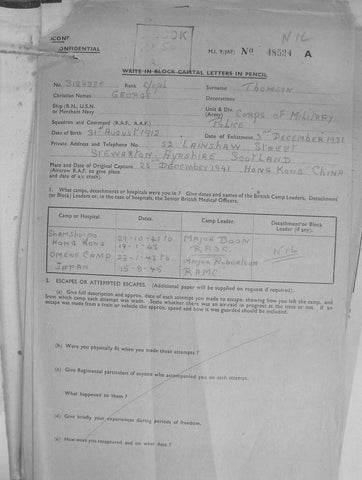 NIL
CONFIDENTIAL
M.I. 9/JAP/ No 48524 A
WRITE IN BLOCK CAPITAL LETTERS IN PENCIL
No. Rank L/Cpl Surname THOMSON
Christian Names GEORGE Decorations
Ship (R.N., U.S.N. or Merchant Navy) Unit & Div. (Army) Corps of Military Police
Squadron and Command (R.A.F., A.A.F.)
Date of Birth 31st AUGUST 1912 Date of Enlistment 3rd DECEMBER 1931
Private Address and Telephone No. 52 LAINSHAW STREET
STEWARTON, AYRSHIRE SCOTLAND
Place and Date of Original Capture 25 DECEMBER 1941 HONG KONG CHINA
(Aircrew R.A.F. to give place and date of a/c crash).
1. What camps, detachments or hospitals were you in? Give dates and names of the British Camp Leaders, Detachment (or Block) Leaders or, in the case of hospitals, the Senior British Medical Officers.
Camp or Hospital. Dates. Camp Leader. Detachment or Block Leader (if any).
HONG KONG to 19-1-43 Major BOON RASC NIL
CAMP JAPAN 23-1-43 to 15-8-45 Major Robertson RAMC
2. ESCAPES OR ATTEMPTED ESCAPES. (Additional paper will be supplied on request if required).
(a) Give full description and approx. date of each attempt you made to escape, showing how you left the camp, and
from which camp each attempt was made. State whether there was an air-raid in progress at the time or not. If an
escape was made from a train or vehicle the approx. speed and how it was guarded should be included.
(b) Were you physically fit when you made these attempts?
(c) Give Regimental particulars of anyone who accompanied you on each attempt.
What happened to them?
(d) Give briefly your experiences during periods of freedom.
(e) How were you recaptured and on what date?